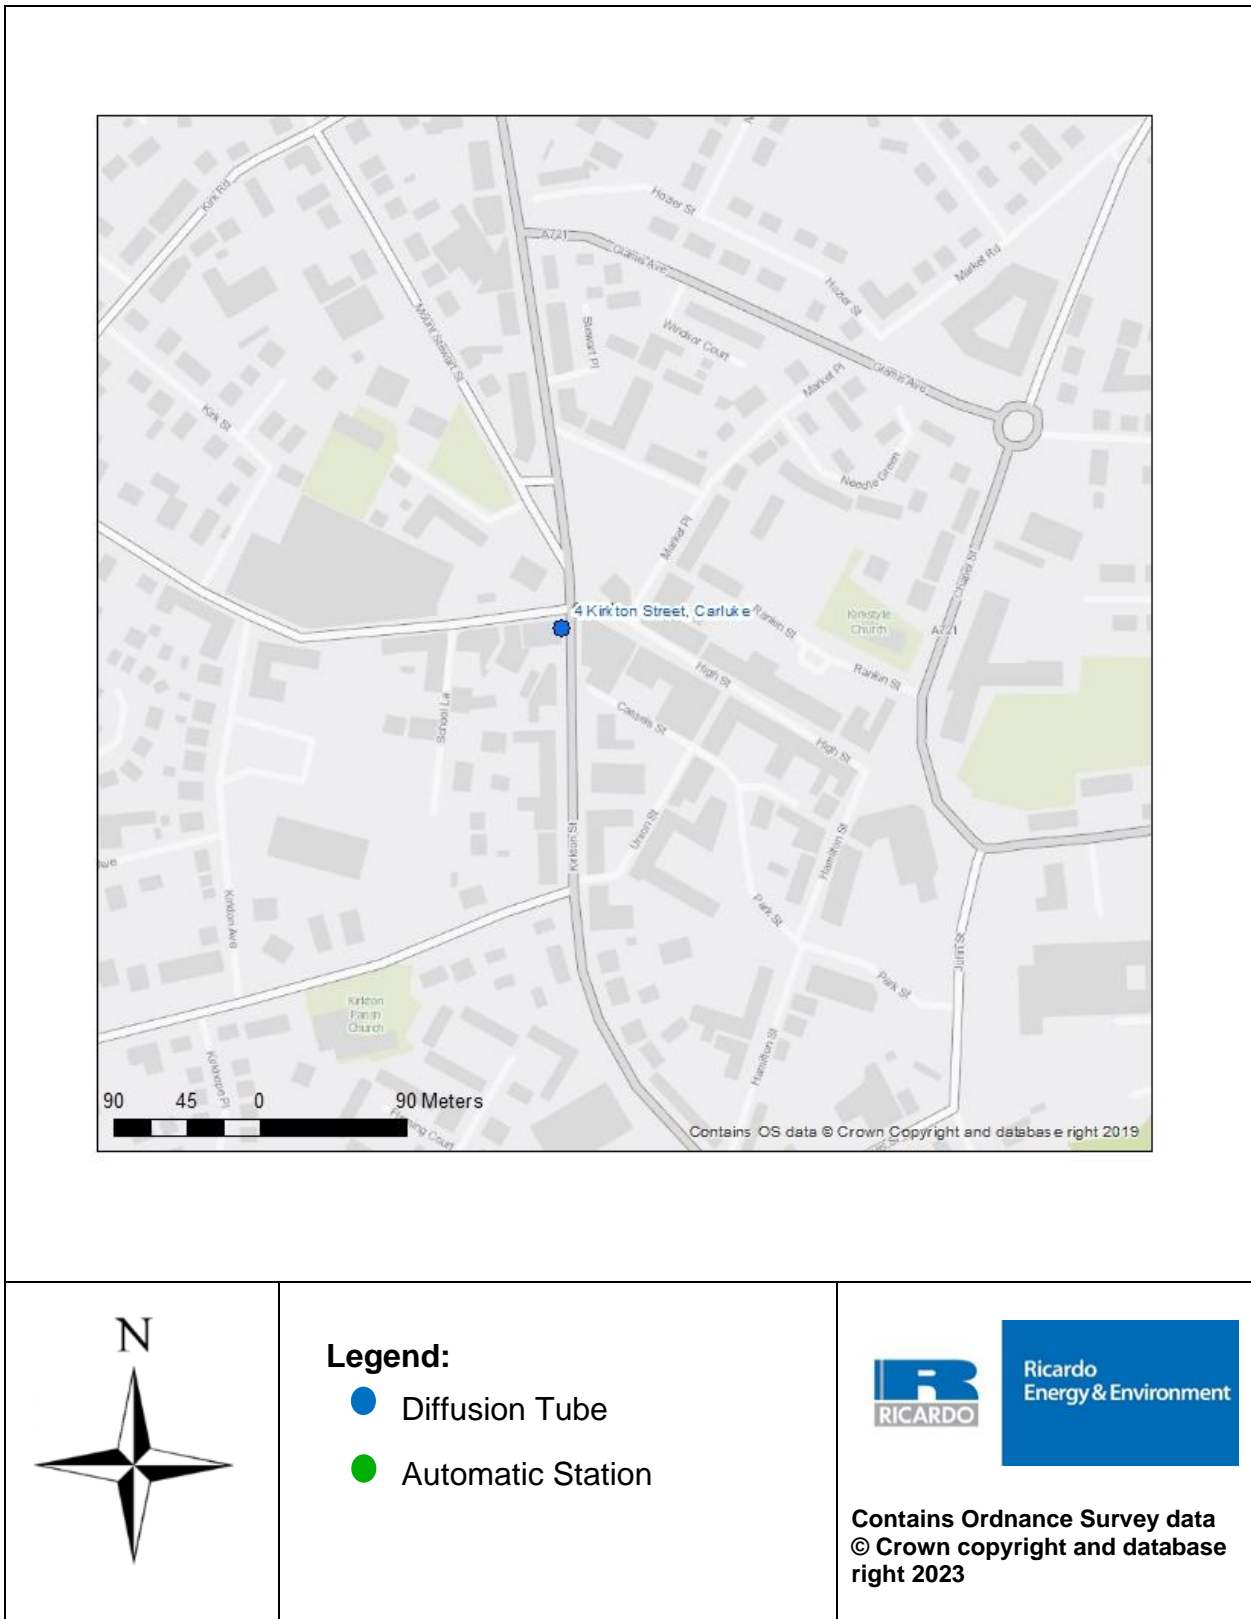 Kirk Rd
Hozier St
A721
Glamis Ave
Market Rd
Hozier St
Mount Stewart St
Stewart Pl
Windsor Court
Market Pl
Glamis Ave
Kirk St
Needle Green
Market Pl
Chapel St
4 Kirkton Street, Carluke
Rankin St
Kirkstyle
Church
A721
High St
Rankin St
School La
Cassels St
High St
Union St
Kirkton St
Hamilton St
Kirkton Ave
Park St
Park St
Kirkton
Parish
Church
Hamilton St
Kirkhope Pl
90 45 0 90 Meters
Contains OS data © Crown Copyright and database right 2019
N
Legend:
Diffusion Tube
Automatic Station
RICARDO
Ricardo
Energy & Environment
Contains Ordnance Survey data
© Crown copyright and database
right 2023